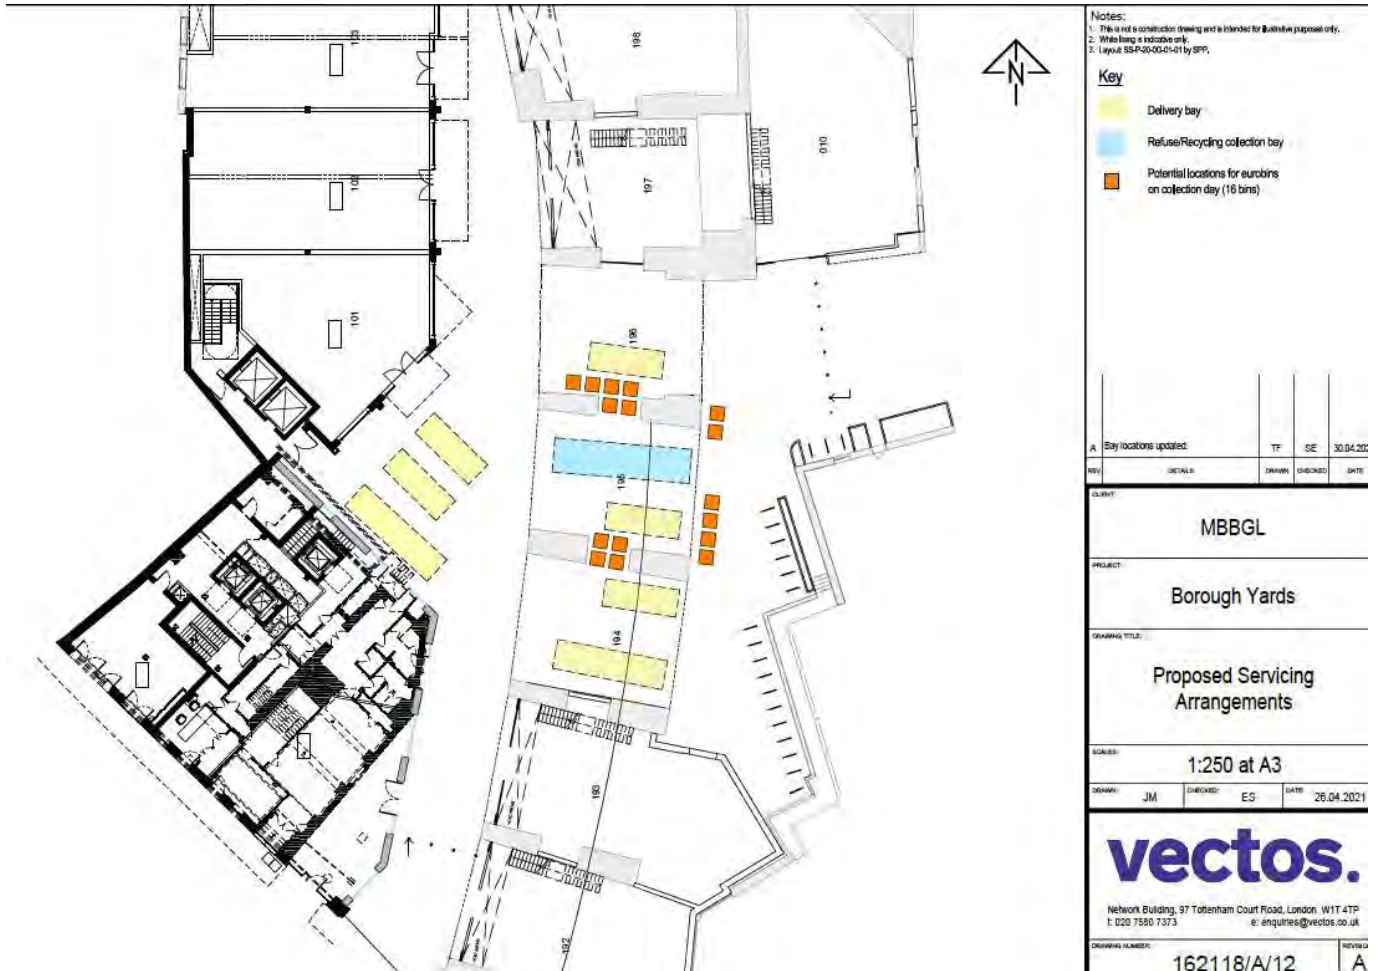 Notes:
1. This is not a construction drawing and is intended for illustrative purposes only.
2. White lining is indicative only.
3. Layout SS-P-20-0G-01-01 by SPP.
Key
Delivery bay
Refuse/Recycling collection bay
Potential locations for eurobins
on collection day (16 bins)
N
103
102
101
198
197
010
196
195
194
193
192
A Bay locations updated. TF SE 30.04.202
REV DETAILS DRAWN CHECKED DATE
CLIENT:
MBBGL
PROJECT:
Borough Yards
DRAWING TITLE:
Proposed Servicing
Arrangements
SCALES:
1:250 at A3
DRAWN: JM CHECKED: ES DATE: 26.04.2021
vectos.
Network Building, 97 Tottenham Court Road, London W1T 4TP
t: 020 7580 7373 e: enquiries@vectos.co.uk
DRAWING NUMBER:
162118/A/12
A